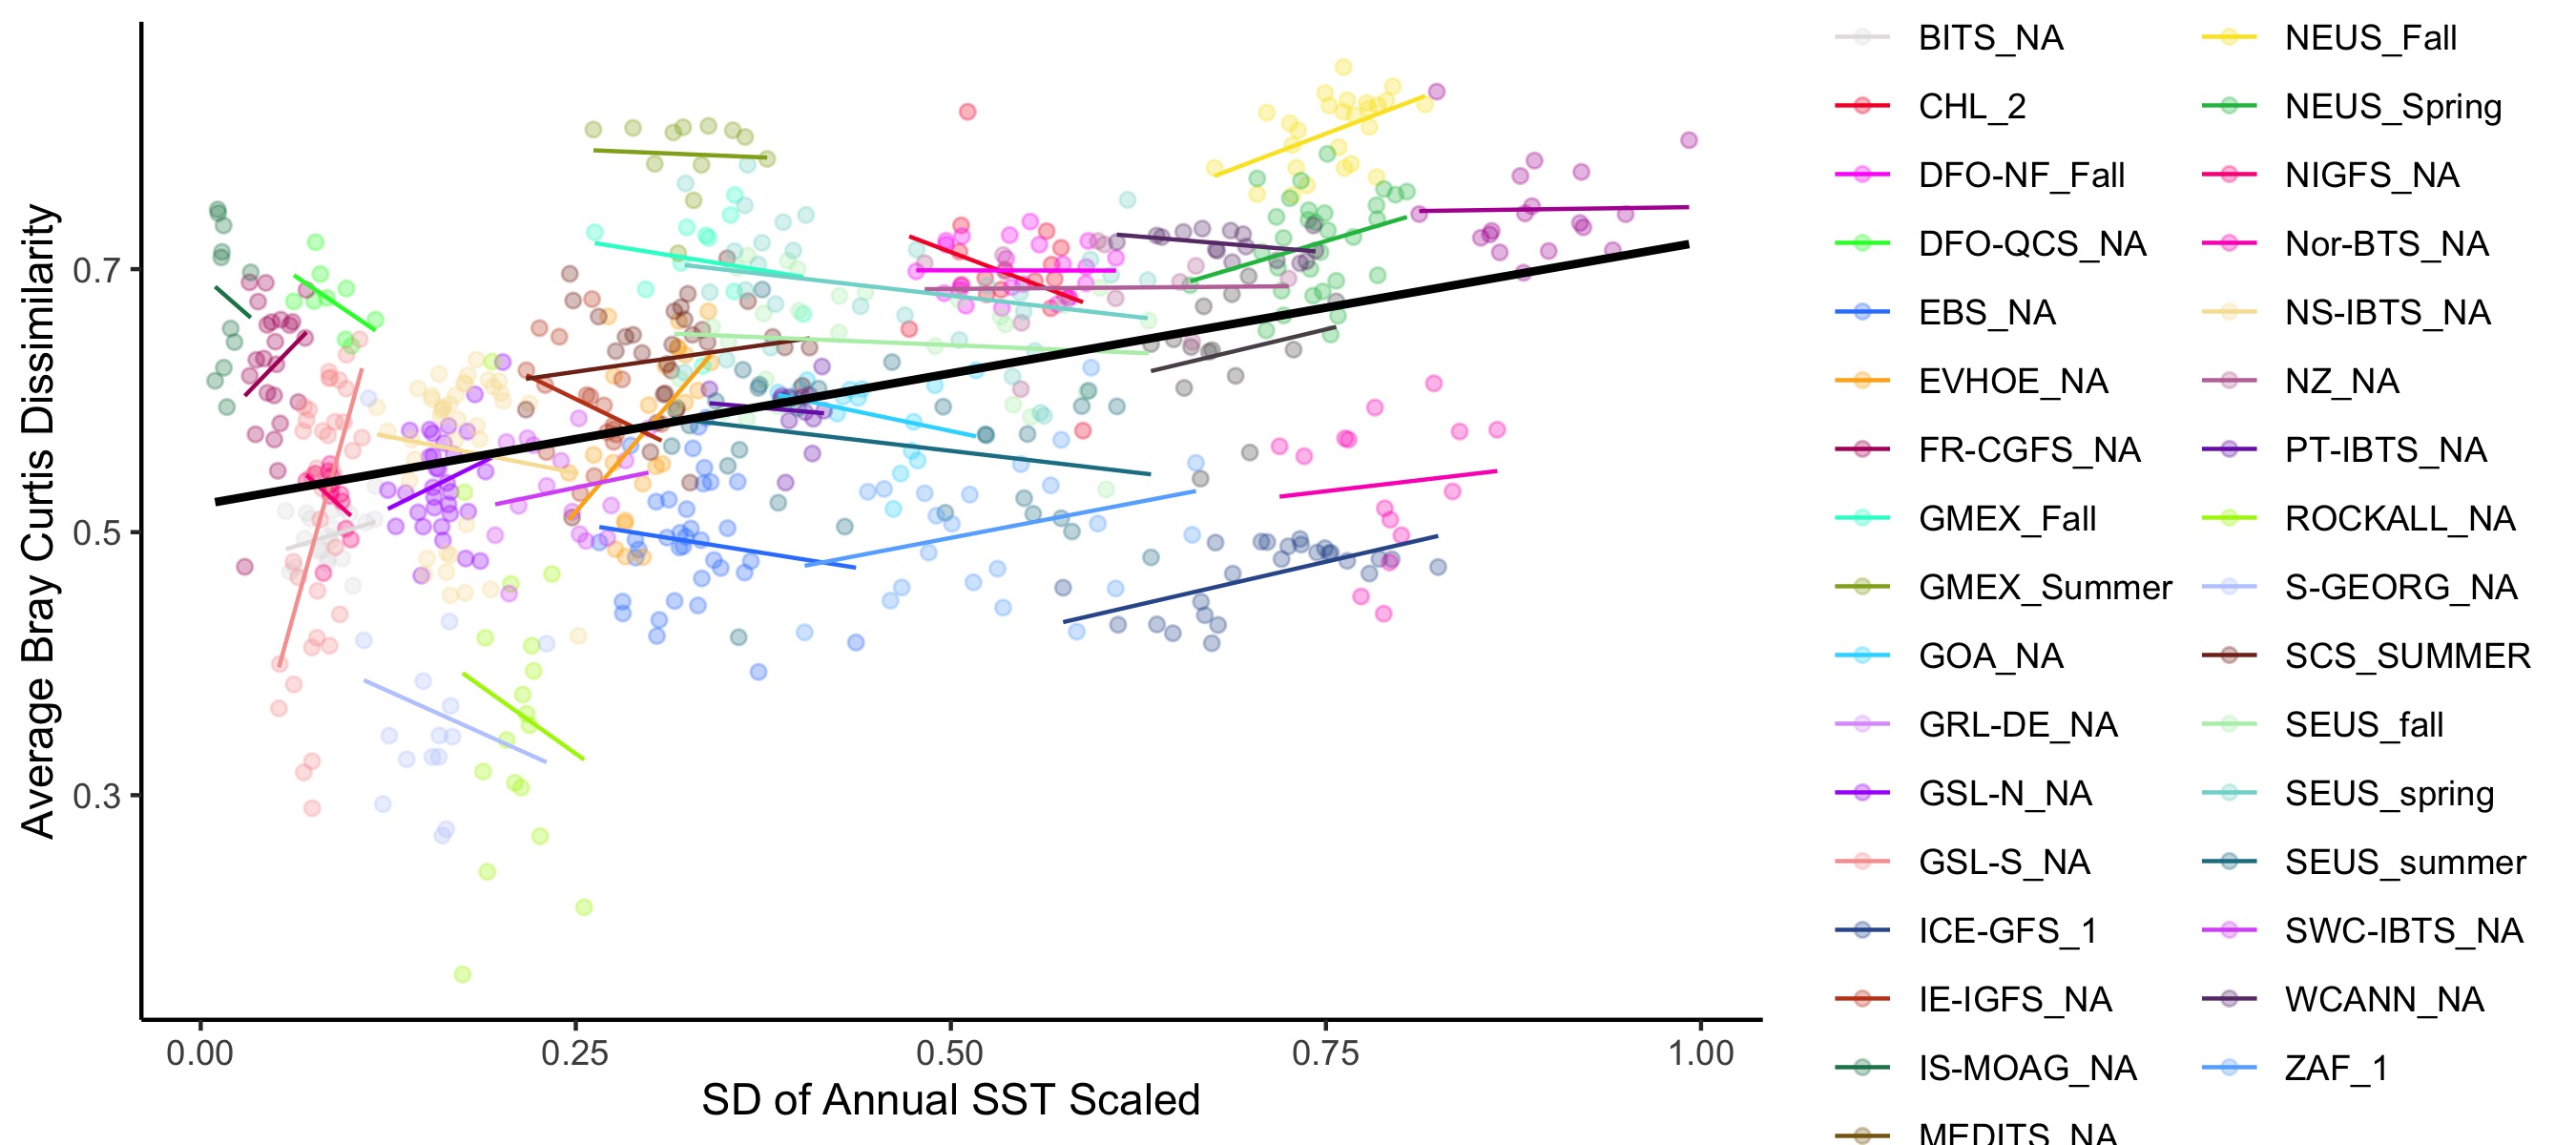 Average Bray Curtis Dissimilarity
0.7
0.5
0.3
0.00
0.25
0.50
0.75
1.00
SD of Annual SST Scaled
BITS_NA
CHL_2
DFO-NF_Fall
DFO-QCS_NA
EBS_NA
EVHOE_NA
FR-CGFS_NA
GMEX_Fall
GMEX_Summer
GOA_NA
GRL-DE_NA
GSL-N_NA
GSL-S_NA
ICE-GFS_1
IE-IGFS_NA
IS-MOAG_NA
MEDITS_NA
NEUS_Fall
NEUS_Spring
NIGFS_NA
Nor-BTS_NA
NS-IBTS_NA
NZ_NA
PT-IBTS_NA
ROCKALL_NA
S-GEORG_NA
SCS_SUMMER
SEUS_fall
SEUS_spring
SEUS_summer
SWC-IBTS_NA
WCANN_NA
ZAF_1